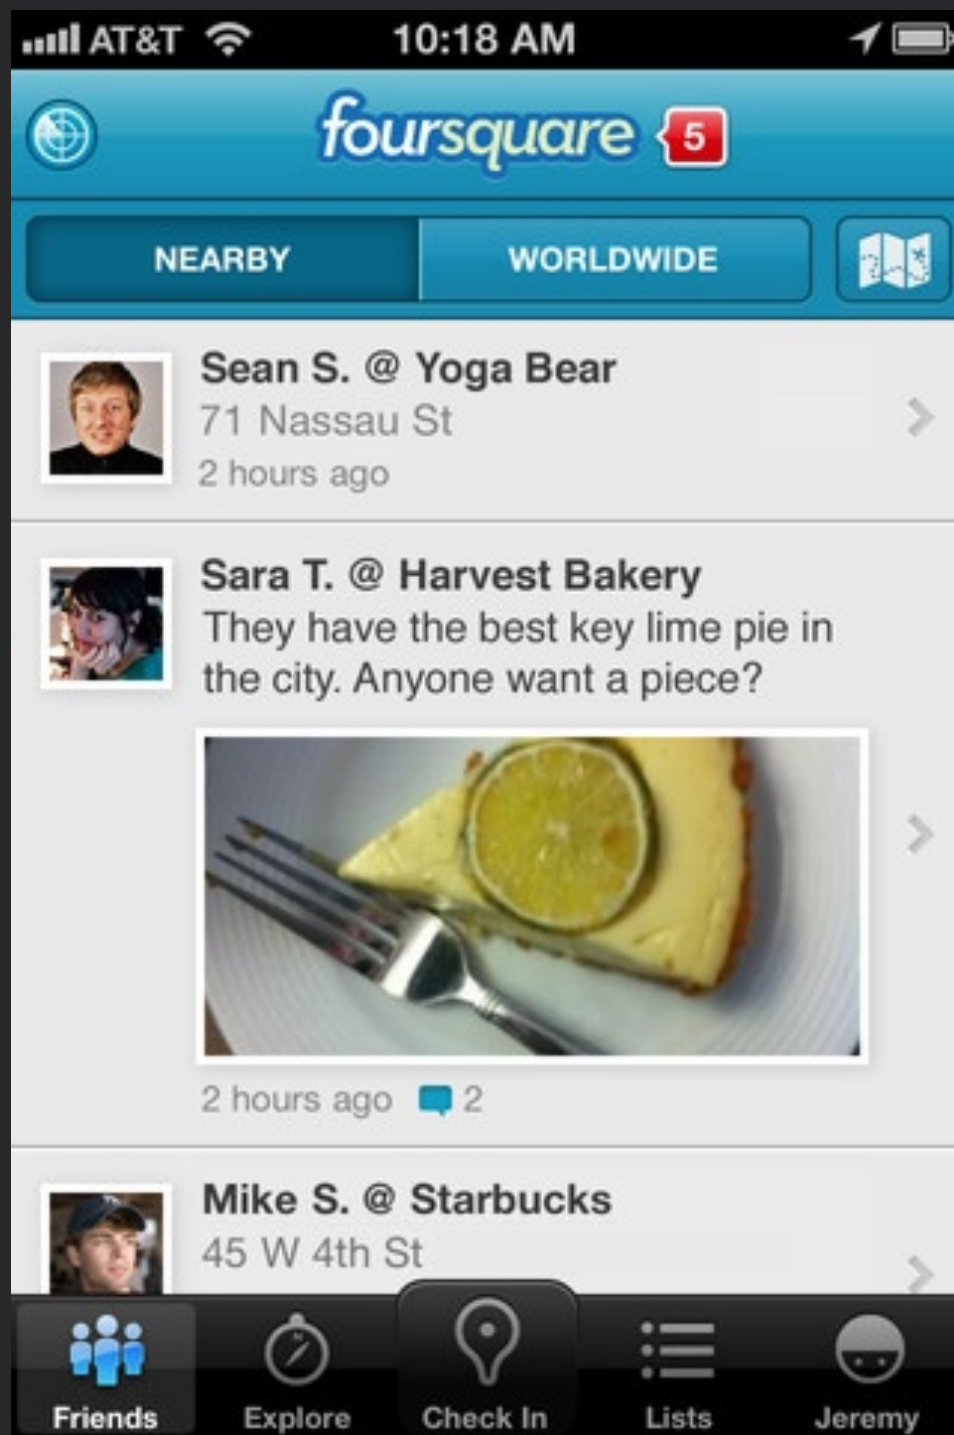 AT&T 10:18 AM
foursquare 5
NEARBY WORLDWIDE
Sean S. @ Yoga Bear
71 Nassau St
2 hours ago
Sara T. @ Harvest Bakery
They have the best key lime pie in
the city. Anyone want a piece?
2 hours ago 2
Mike S. @ Starbucks
45 W 4th St
Friends Explore Check In Lists Jeremy